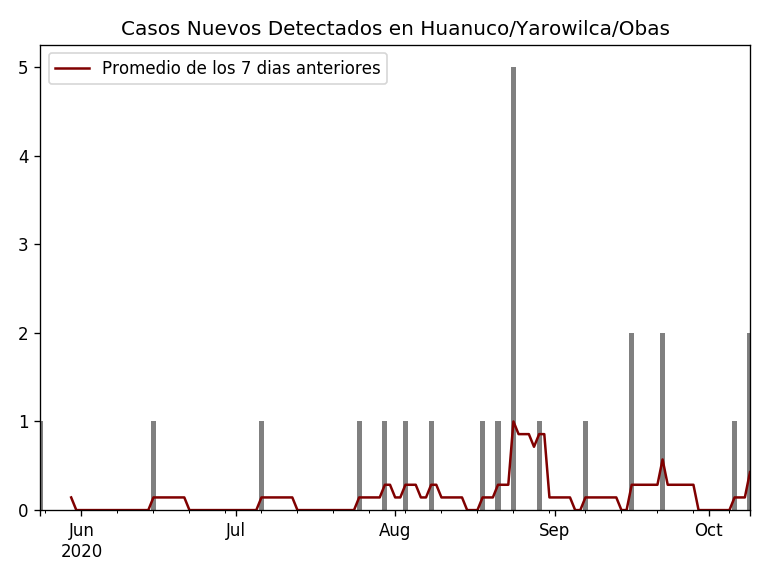 Casos Nuevos Detectados en Huanuco/Yarowilca/Obas
Promedio de los 7 dias anteriores
5
4
3
2
1
0
Jun Jul Aug Sep Oct
2020